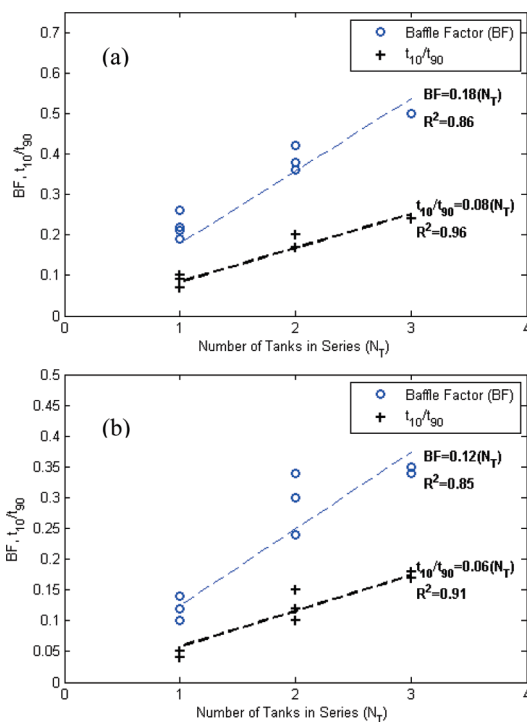 0.7
0.6
0.5
0.4
0.3
0.2
0.1
0
BF, t10/t90
(a)
Baffle Factor (BF)
t10/t90
BF=0.18(NT)
R²=0.86
t10/t90=0.08(NT)
R²=0.96
0 1 2 3 4
Number of Tanks in Series (NT)
0.5
0.45
0.4
0.35
0.3
0.25
0.2
0.15
0.1
0.05
0
BF, t10/t90
(b)
Baffle Factor (BF)
t10/t90
BF=0.12(NT)
R²=0.85
t10/t90=0.06(NT)
R²=0.91
0 1 2 3 4
Number of Tanks in Series (NT)